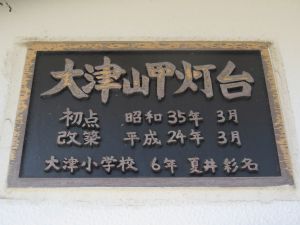 大津岬灯台
初点 昭和35年 3月
改築 平成24年 3月
大津小学校 6年 夏井彩名